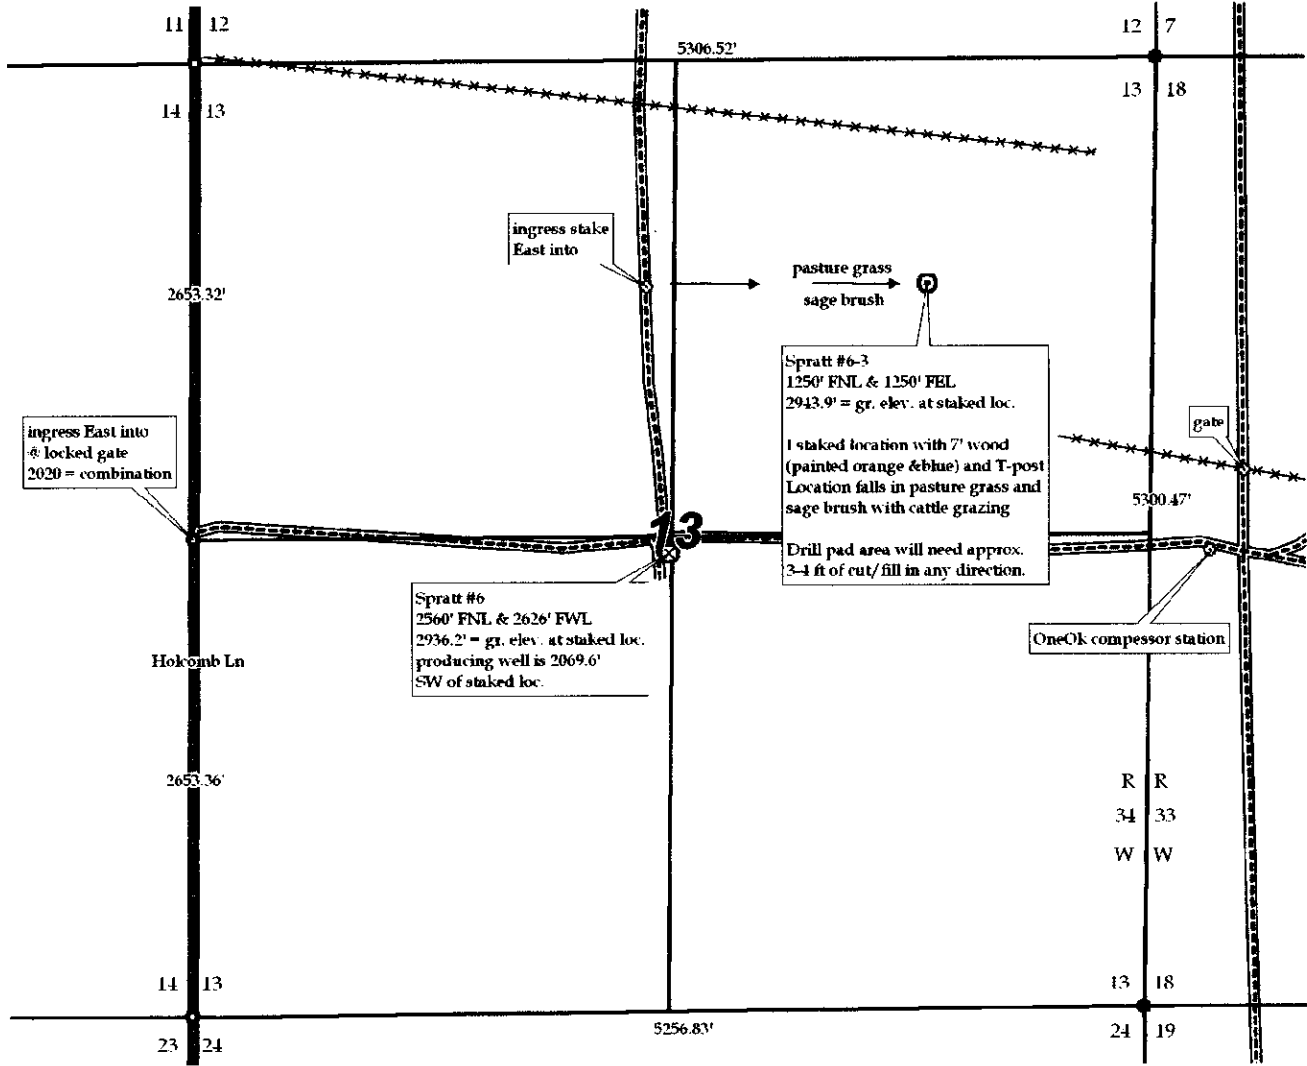 11 12
12 7
5306.52'
14 13
13 18
ingress stake
East into
pasture grass
sage brush
2653.32'
Spratt #6-3
1250' FNL & 1250' FEL
2943.9' = gr. elev. at staked loc.
I staked location with 7' wood
(painted orange &blue) and T-post
Location falls in pasture grass and
sage brush with cattle grazing
Drill pad area will need approx.
3-4 ft of cut/fill in any direction.
gate
ingress East into
@ locked gate
2020 = combination
5300.47'
13
Spratt #6
2560' FNL & 2626' FWL
2936.2' = gr. elev. at staked loc.
producing well is 2069.6'
SW of staked loc.
OneOk compessor station
Holcomb Ln
2653.36'
R R
34 33
W W
14 13
13 18
5256.83'
23 24
24 19